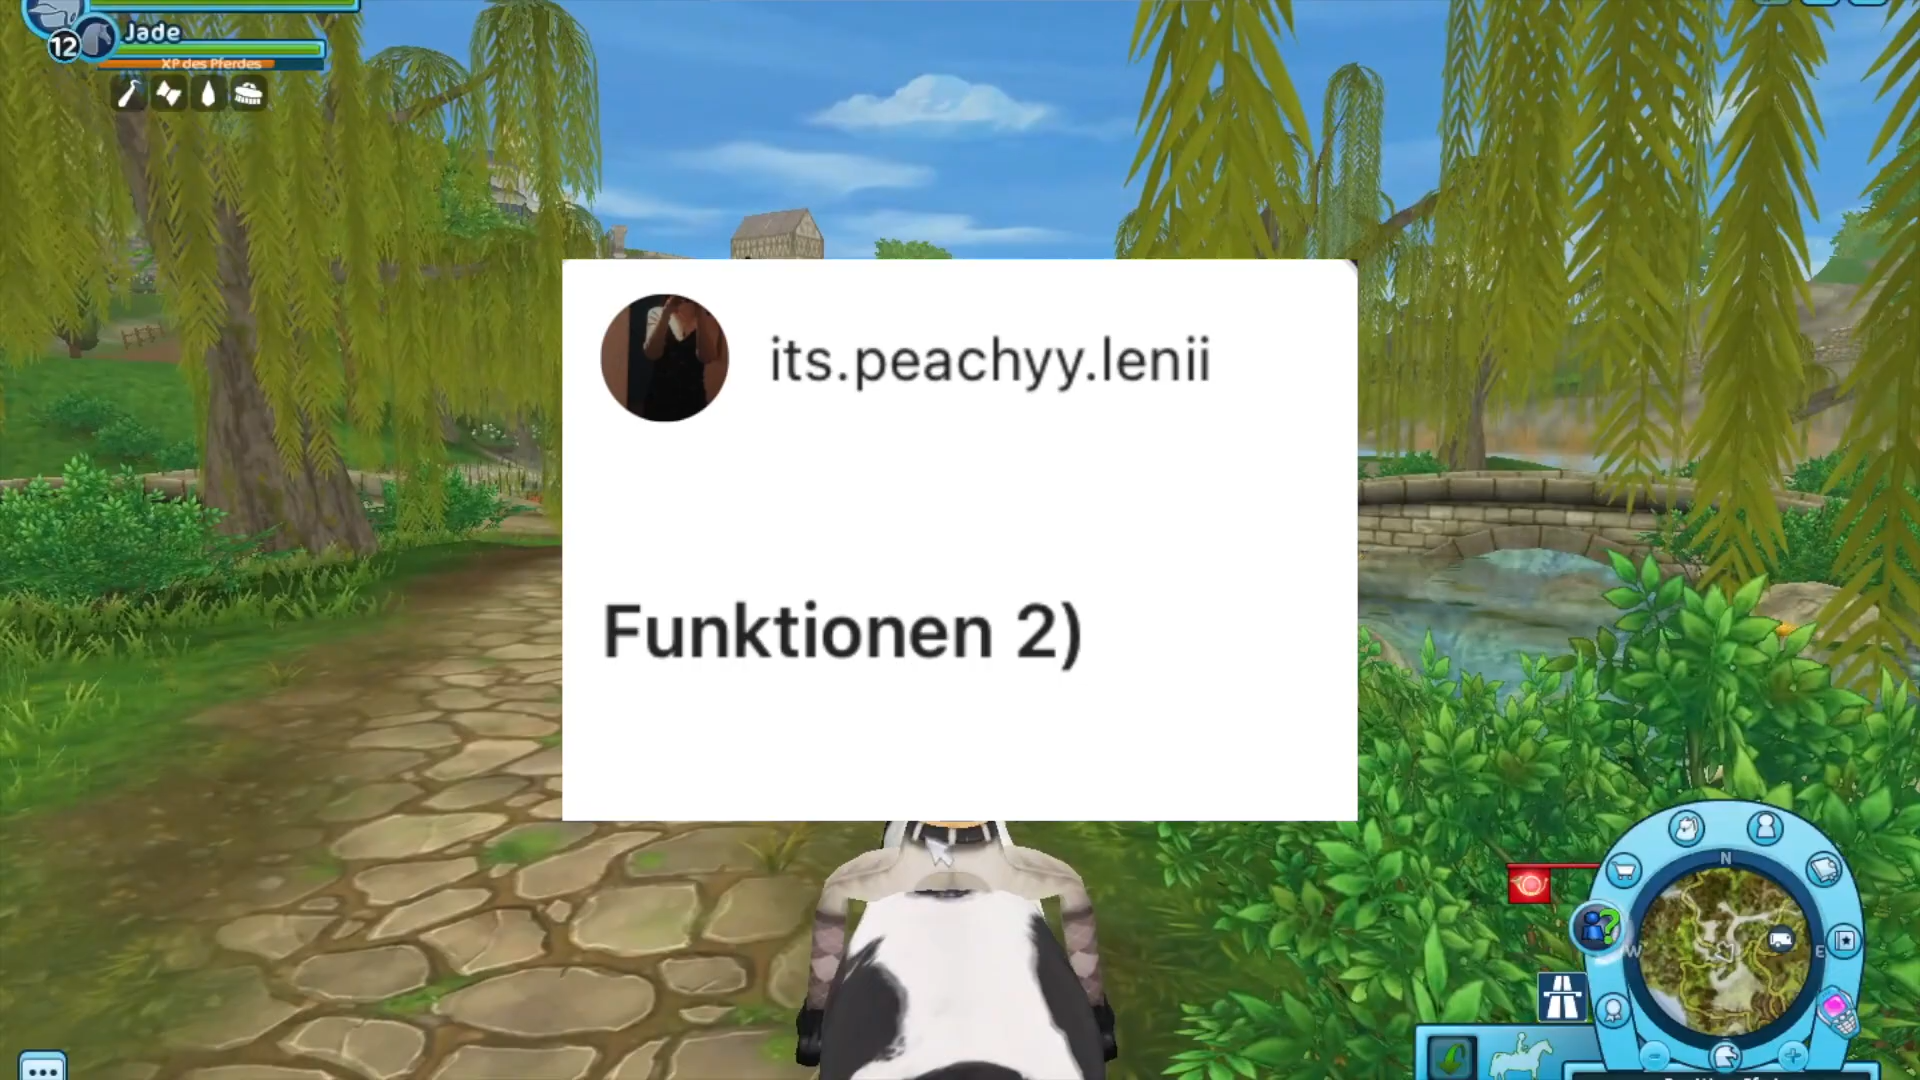 Jade
12
XP des Pferdes
its.peachyy.lenii
Funktionen 2)
N
W
E